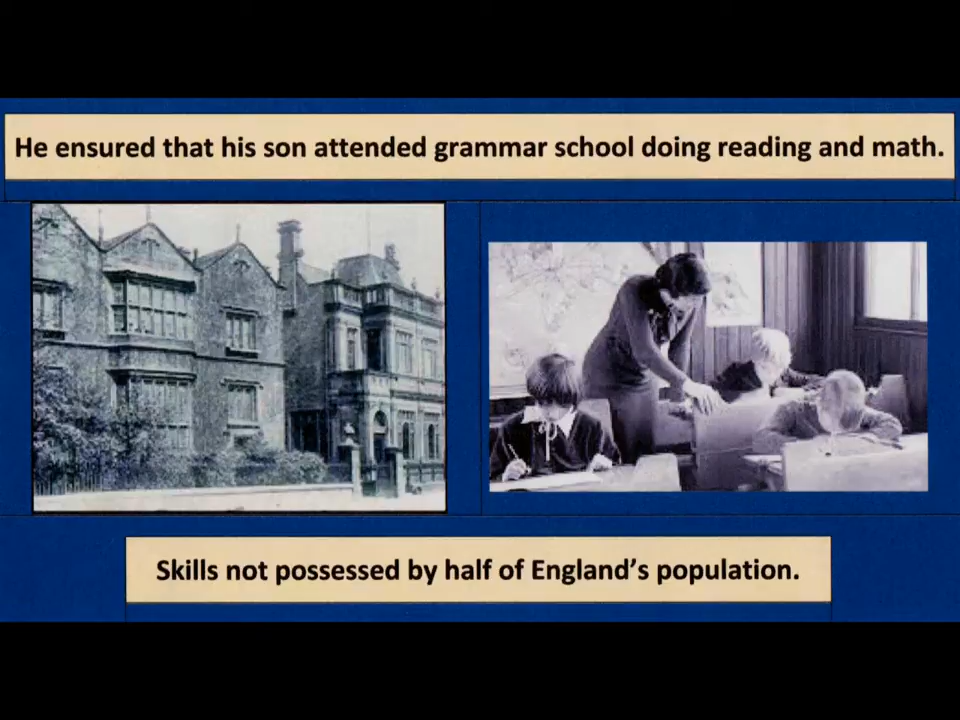 He ensured that his son attended grammar school doing reading and math.
Skills not possessed by half of England’s population.